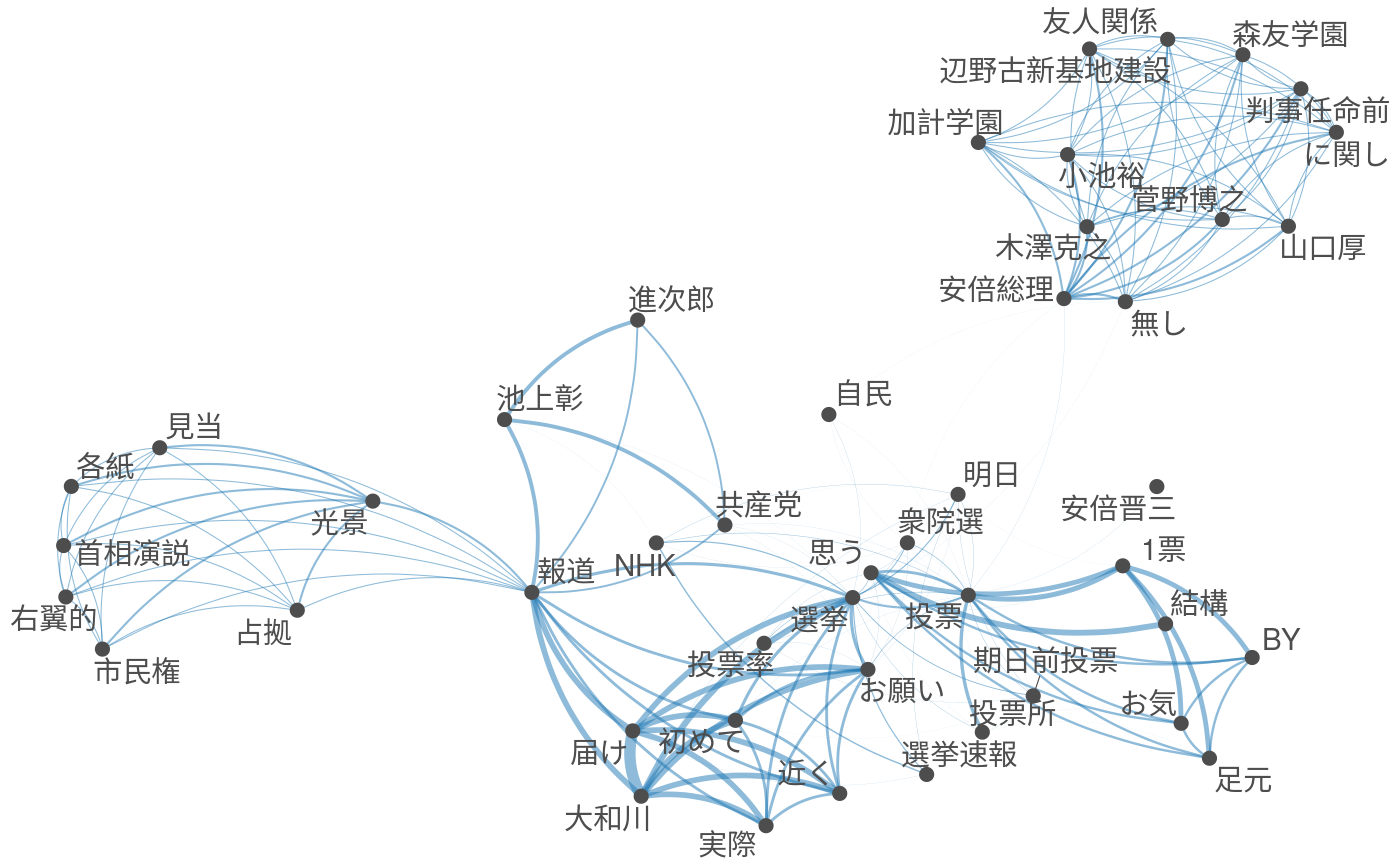 友人関係
森友学園
辺野古新基地建設
判事任命前
加計学園
に関し
小池裕
菅野博之
木澤克之
山口厚
安倍総理
無し
進次郎
池上彰
自民
見当
各紙
明日
光景
共産党
衆院選
安倍晋三
首相演説
NHK
思う
1票
報道
右翼的
選挙
投票
結構
占拠
BY
市民権
投票率
期日前投票
お願い
お気
投票所
届け
初めて
選挙速報
近く
足元
大和川
実際